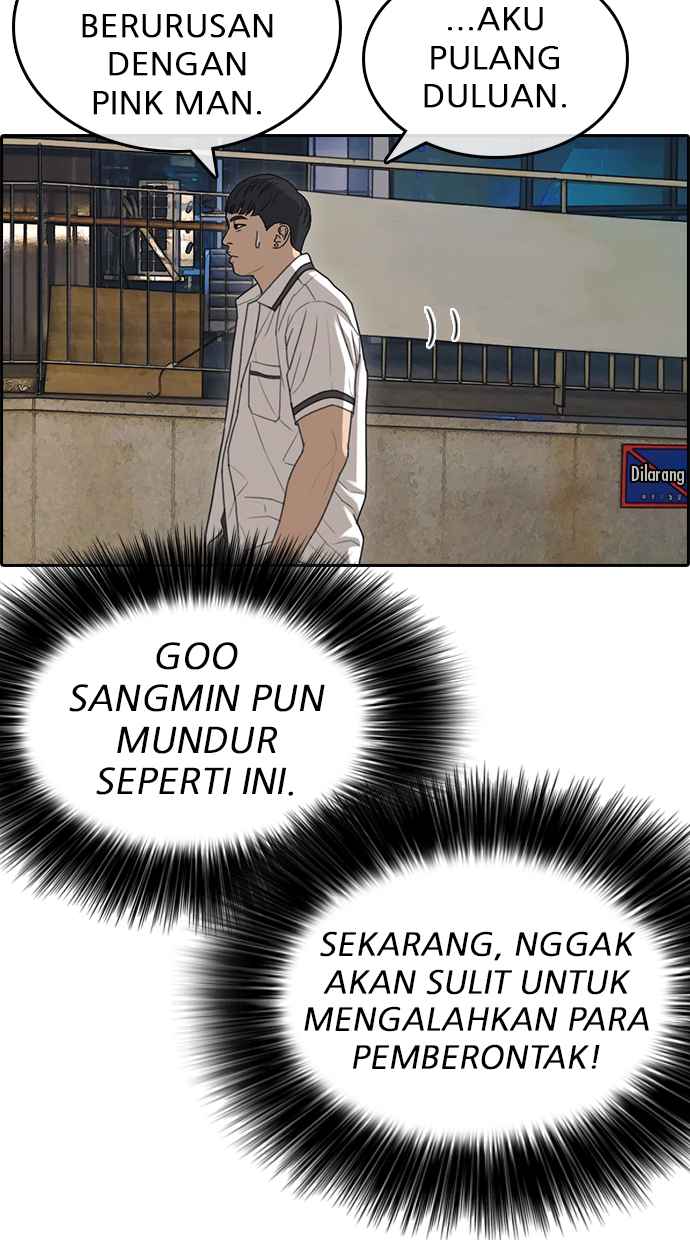 BERURUSAN
DENGAN
PINK MAN.
...AKU
PULANG
DULUAN.
Dilarang
GOO
SANGMIN PUN
MUNDUR
SEPERTI INI.
SEKARANG, NGGAK
AKAN SULIT UNTUK
MENGALAHKAN PARA
PEMBERONTAK!